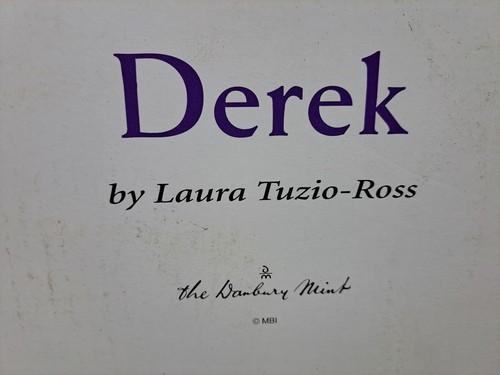 Derek
by Laura Tuzio-Ross
the Danbury Mint
© MBI